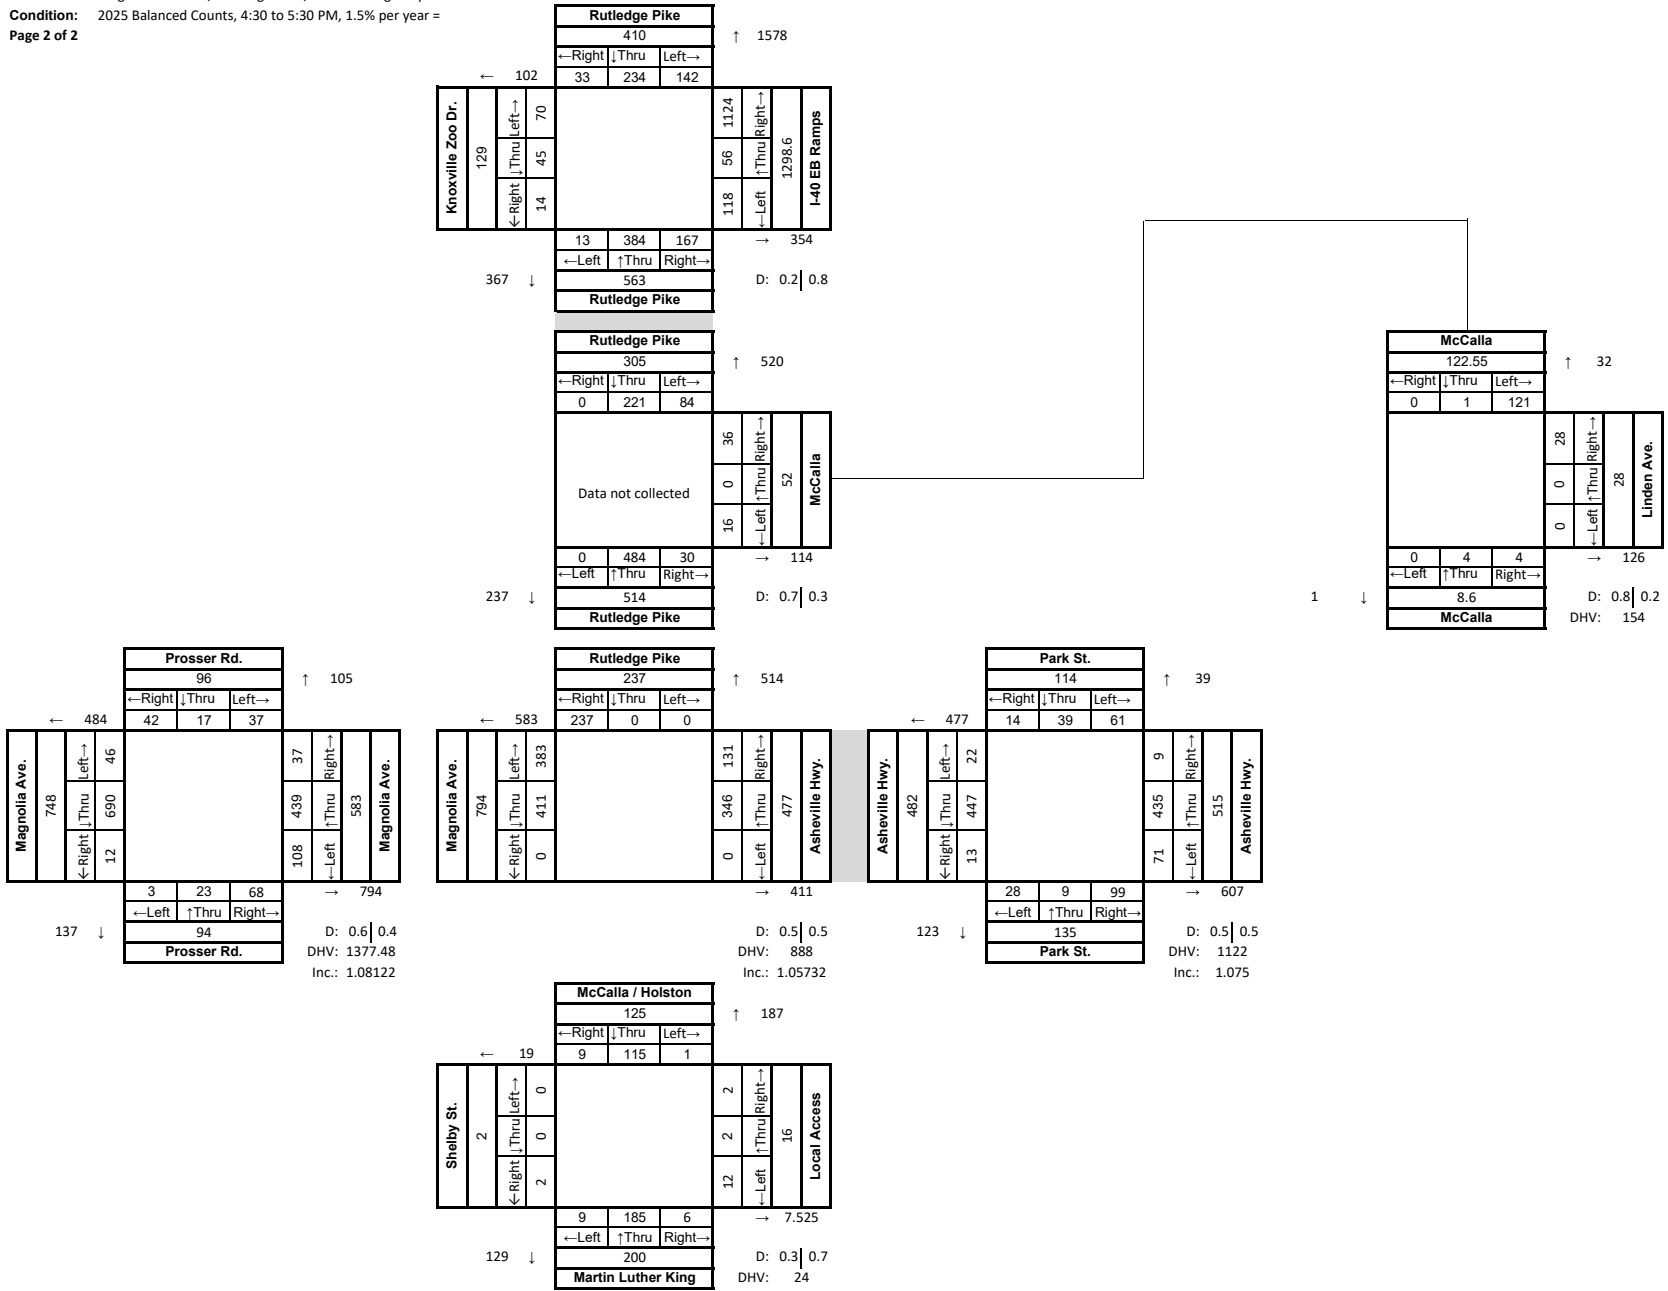 Condition: 2025 Balanced Counts, 4:30 to 5:30 PM, 1.5% per year =
Page 2 of 2
Rutledge Pike
410 ↑ 1578
←Right ↓Thru Left→
← 102 33 234 142
Knoxville Zoo Dr.
129
←Right ↓Thru Left→
14 45 70
118 56 1124
←Left ↑Thru Right→
1298.6
I-40 EB Ramps
13 384 167 → 354
←Left ↑Thru Right→
367 ↓ 563 D: 0.2 0.8
Rutledge Pike
Rutledge Pike
305 ↑ 520
←Right ↓Thru Left→
0 221 84
Data not collected
16 0 36
←Left ↑Thru Right→
52
McCalla
0 484 30 → 114
←Left ↑Thru Right→
237 ↓ 514 D: 0.7 0.3
Rutledge Pike
McCalla
122.55 ↑ 32
←Right ↓Thru Left→
0 1 121
0 0 28
←Left ↑Thru Right→
28
Linden Ave.
0 4 4 → 126
←Left ↑Thru Right→
1 ↓ 8.6 D: 0.8 0.2
McCalla DHV: 154
Prosser Rd.
96 ↑ 105
←Right ↓Thru Left→
← 484 42 17 37
Magnolia Ave.
748
←Right ↓Thru Left→
12 690 46
108 439 37
←Left ↑Thru Right→
583
Magnolia Ave.
3 23 68 → 794
←Left ↑Thru Right→
137 ↓ 94 D: 0.6 0.4
Prosser Rd. DHV: 1377.48
Inc.: 1.08122
Rutledge Pike
237 ↑ 514
←Right ↓Thru Left→
← 583 237 0 0
Magnolia Ave.
794
←Right ↓Thru Left→
0 411 383
0 346 131
←Left ↑Thru Right→
477
Asheville Hwy.
→ 411
D: 0.5 0.5
DHV: 888
Inc.: 1.05732
Park St.
114 ↑ 39
←Right ↓Thru Left→
← 477 14 39 61
Asheville Hwy.
482
←Right ↓Thru Left→
13 447 22
71 435 9
←Left ↑Thru Right→
515
Asheville Hwy.
28 9 99 → 607
←Left ↑Thru Right→
123 ↓ 135 D: 0.5 0.5
Park St. DHV: 1122
Inc.: 1.075
McCalla / Holston
125 ↑ 187
←Right ↓Thru Left→
← 19 9 115 1
Shelby St.
2
←Right ↓Thru Left→
2 0 0
12 2 2
←Left ↑Thru Right→
16
Local Access
9 185 6 → 7.525
←Left ↑Thru Right→
129 ↓ 200 D: 0.3 0.7
Martin Luther King DHV: 24